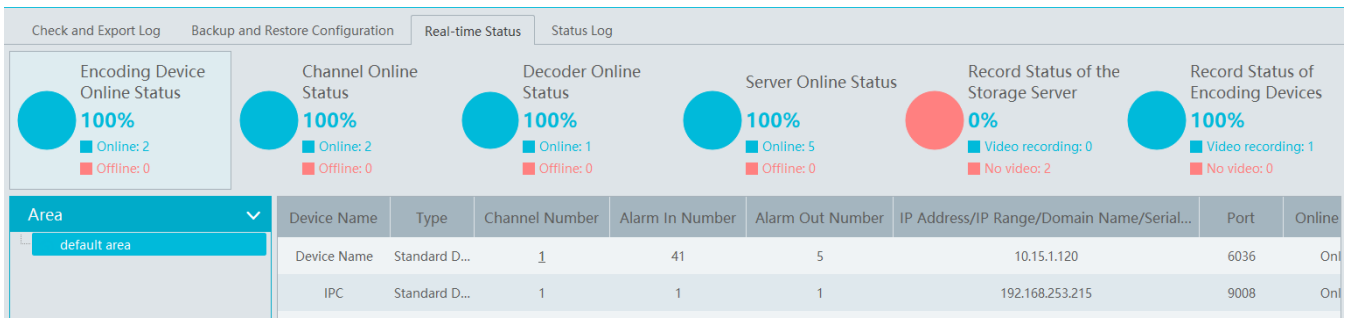 Check and Export Log Backup and Restore Configuration Real-time Status Status Log
Encoding Device
Online Status
100%
Online: 2
Offline: 0
Channel Online
Status
100%
Online: 2
Offline: 0
Decoder Online
Status
100%
Online: 1
Offline: 0
Server Online Status
100%
Online: 5
Offline: 0
Record Status of the
Storage Server
0%
Video recording: 0
No video: 2
Record Status of
Encoding Devices
100%
Video recording: 1
No video: 0
Area
default area
Device Name Type Channel Number Alarm In Number Alarm Out Number IP Address/IP Range/Domain Name/Serial... Port Online
Device Name Standard D... 1 41 5 10.15.1.120 6036 Onl
IPC Standard D... 1 1 1 192.168.253.215 9008 Onl